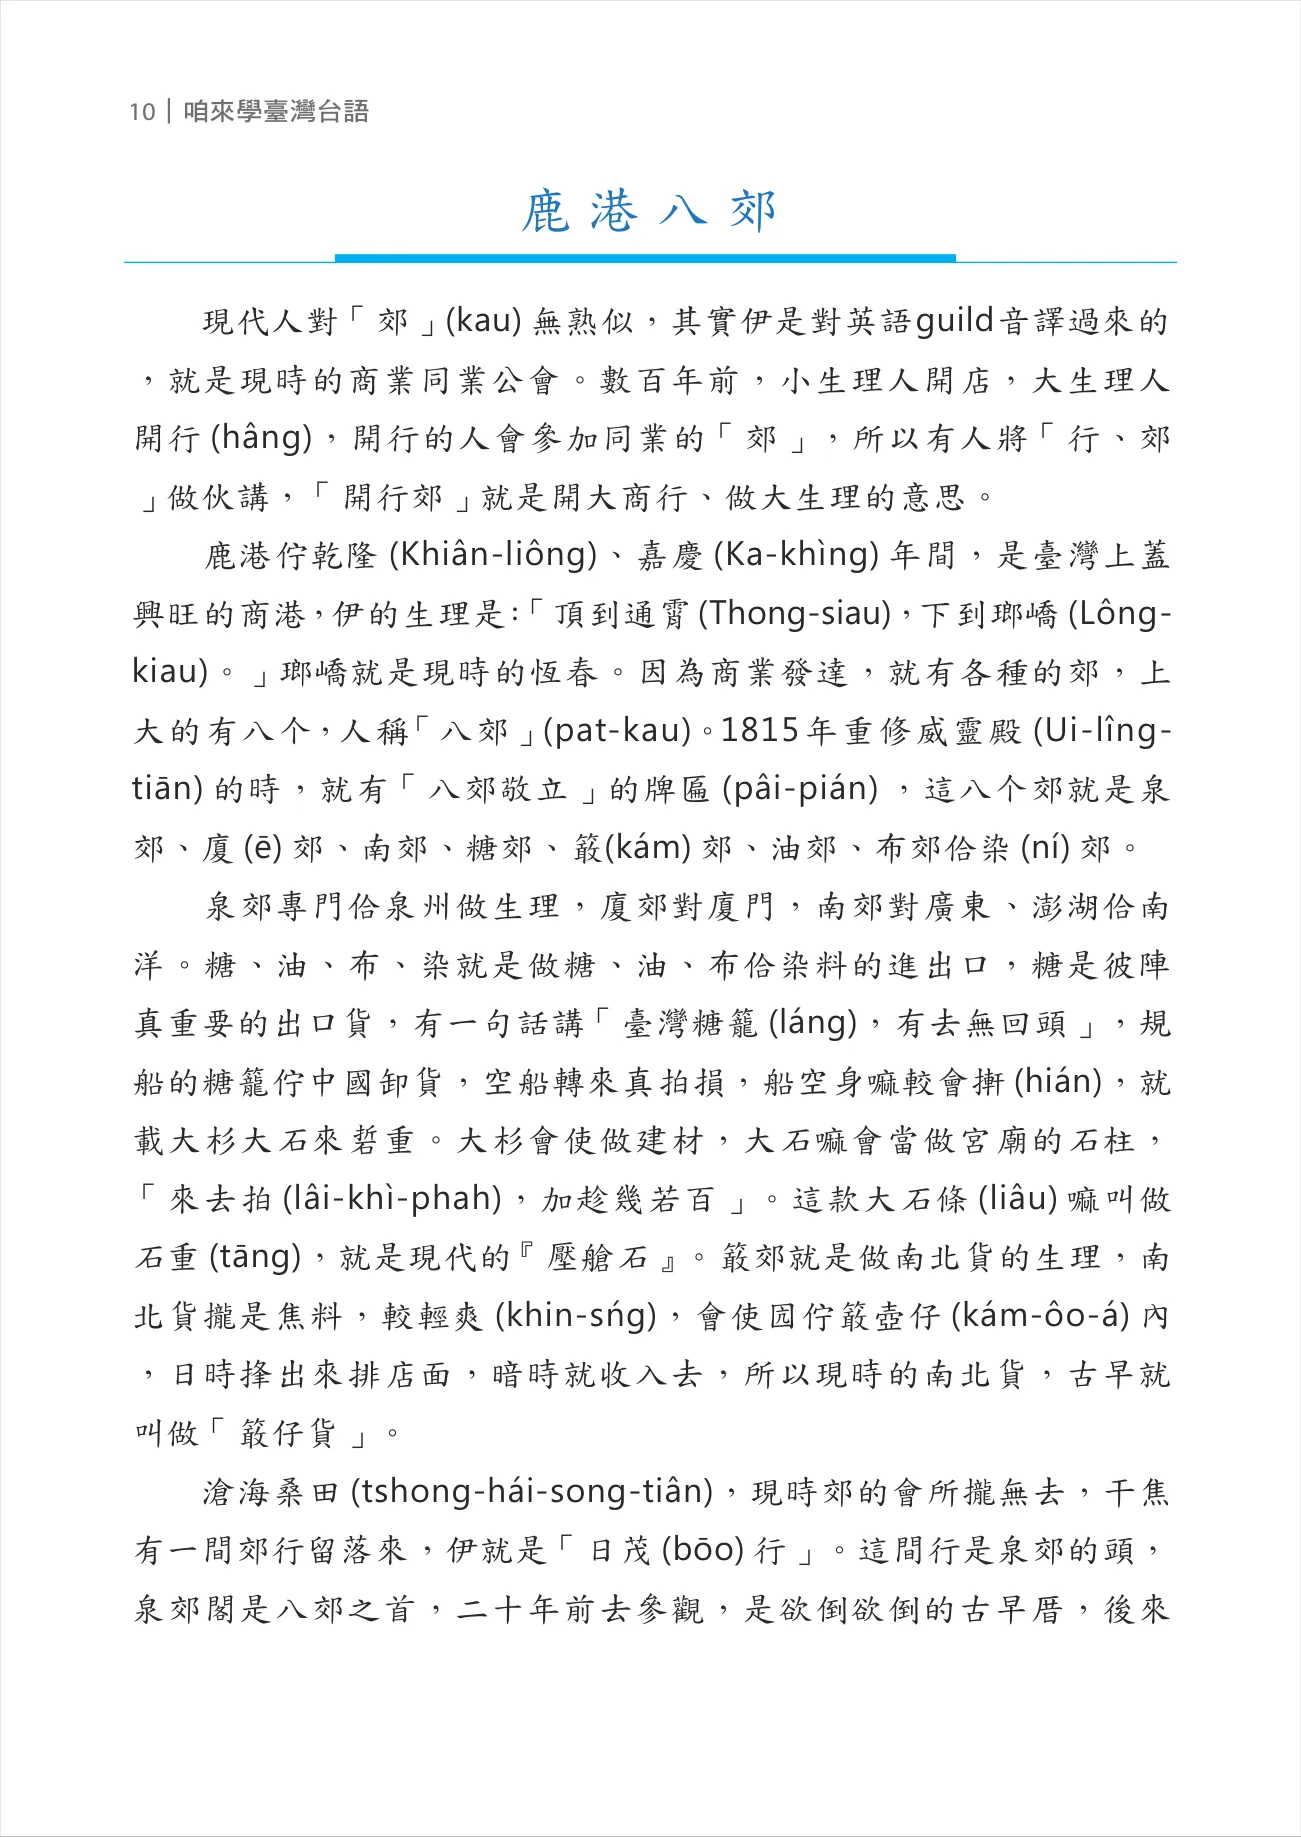 10｜咱來學臺灣台語
鹿港八郊
現代人對「郊」(kau) 無熟似，其實伊是對英語guild音譯過來的
，就是現時的商業同業公會。數百年前，小生理人開店，大生理人
開行 (hâng)，開行的人會參加同業的「郊」，所以有人將「行、郊
」做伙講，「開行郊」就是開大商行、做大生理的意思。
鹿港佇乾隆 (Khiân-liông)、嘉慶 (Ka-khìng) 年間，是臺灣上蓋
興旺的商港，伊的生理是：「頂到通霄 (Thong-siau)，下到瑯嶠 (Lông-
kiau)。」瑯嶠就是現時的恆春。因為商業發達，就有各種的郊，上
大的有八个，人稱「八郊」(pat-kau)。1815年重修威靈殿 (Ui-lîng-
tiān) 的時，就有「八郊敬立」的牌匾 (pâi-pián) ，這八个郊就是泉
郊、廈 (ē) 郊、南郊、糖郊、簸(kám) 郊、油郊、布郊佮染 (ní) 郊。
泉郊專門佮泉州做生理，廈郊對廈門，南郊對廣東、澎湖佮南
洋。糖、油、布、染就是做糖、油、布佮染料的進出口，糖是彼陣
真重要的出口貨，有一句話講「臺灣糖籠 (láng)，有去無回頭」，規
船的糖籠佇中國卸貨，空船轉來真拍損，船空身嘛較會掀 (hián)，就
載大杉大石來硩重。大杉會使做建材，大石嘛會當做宮廟的石柱，
「來去拍 (lâi-khì-phah)，加趁幾若百」。這款大石條 (liâu) 嘛叫做
石重 (tāng)，就是現代的『壓艙石』。簸郊就是做南北貨的生理，南
北貨攏是焦料，較輕爽 (khin-sńg)，會使囥佇簸壺仔 (kám-ôo-á) 內
，日時捀出來排店面，暗時就收入去，所以現時的南北貨，古早就
叫做「簸仔貨」。
滄海桑田 (tshong-hái-song-tiân)，現時郊的會所攏無去，干焦
有一間郊行留落來，伊就是「日茂 (bōo) 行」。這間行是泉郊的頭，
泉郊閣是八郊之首，二十年前去參觀，是欲倒欲倒的古早厝，後來